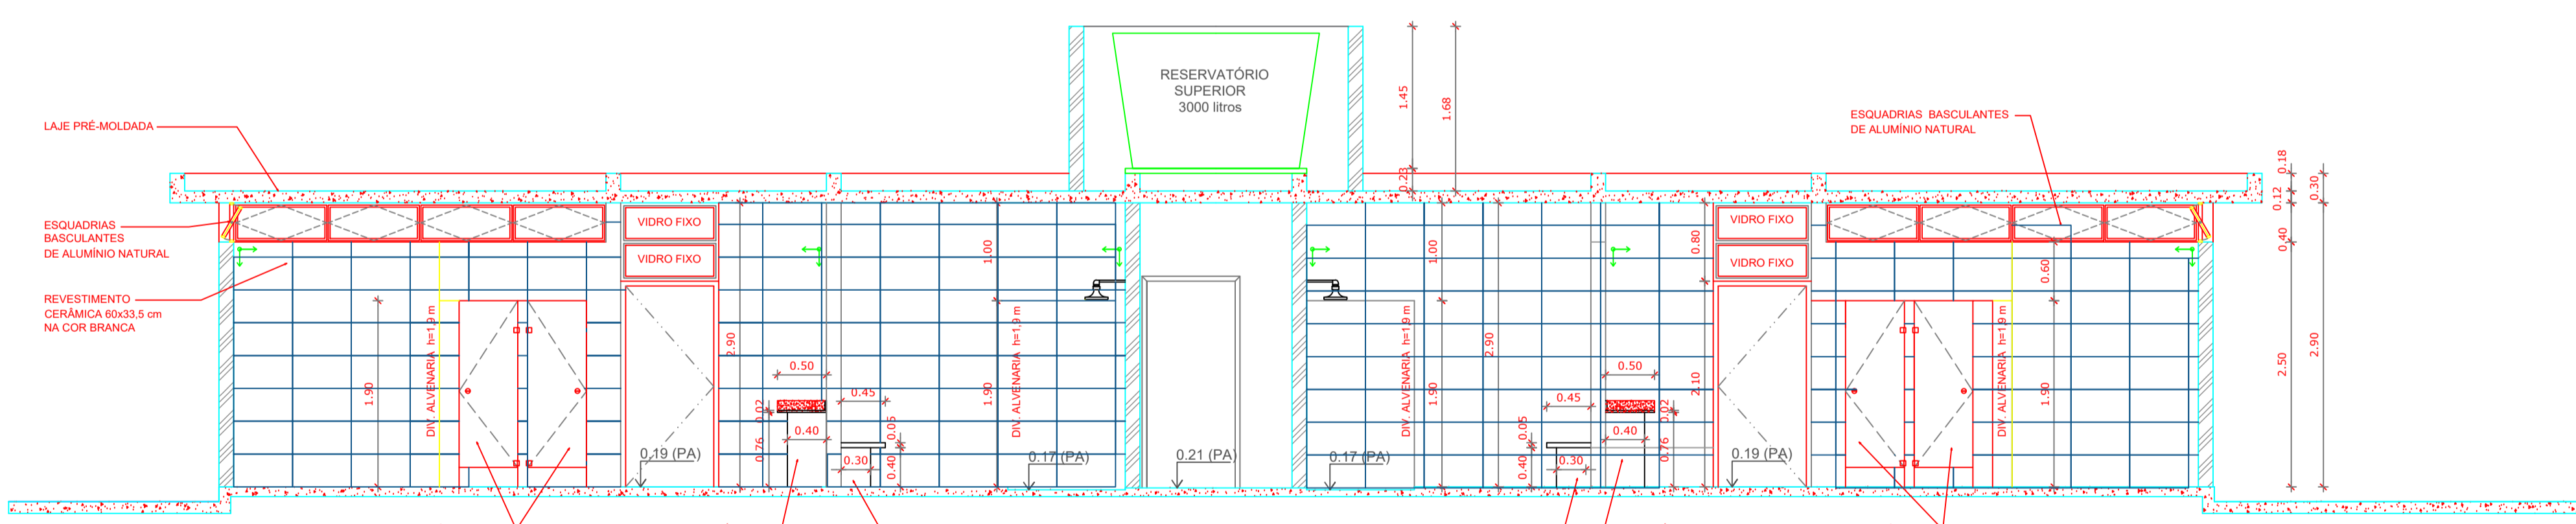 RESERVATÓRIO
SUPERIOR
3000 litros
1.45
1.68
0.23
LAJE PRÉ-MOLDADA
ESQUADRIAS BASCULANTES
DE ALUMÍNIO NATURAL
0.18
0.12
0.30
0.40
2.50
2.90
ESQUADRIAS
BASCULANTES
DE ALUMÍNIO NATURAL
REVESTIMENTO
CERÂMICA 60x33,5 cm
NA COR BRANCA
1.90
DIV. ALVENARIA h=1,9 m
VIDRO FIXO
VIDRO FIXO
0.19 (PA)
2.90
0.50
0.02
0.76
0.40
0.45
0.05
0.30
0.40
1.00
1.90
DIV. ALVENARIA h=1,9 m
0.17 (PA)
0.21 (PA)
0.17 (PA)
DIV. ALVENARIA h=1,9 m
1.00
1.90
2.90
0.45
0.05
0.40
0.30
0.50
0.40
0.02
0.76
0.80
2.10
VIDRO FIXO
VIDRO FIXO
0.19 (PA)
DIV. ALVENARIA h=1,9 m
0.60
1.90